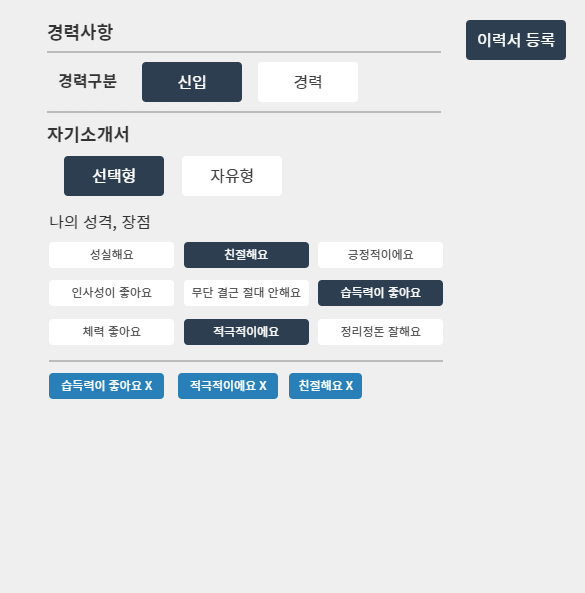 경력사항
이력서 등록
경력구분 신입 경력
자기소개서
선택형 자유형
나의 성격, 장점
성실해요 친절해요 긍정적이에요
인사성이 좋아요 무단 결근 절대 안해요 습득력이 좋아요
체력 좋아요 적극적이에요 정리정돈 잘해요
습득력이 좋아요 X 적극적이에요 X 친절해요 X